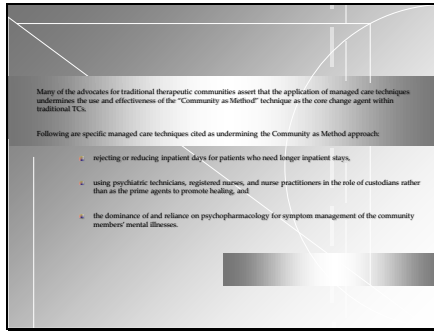 Many of the advocates for traditional therapeutic communities assert that the application of managed care techniques
undermines the use and effectiveness of the “Community as Method” technique as the core change agent within
traditional TCs.
Following are specific managed care techniques cited as undermining the Community as Method approach:
rejecting or reducing inpatient days for patients who need longer inpatient stays,
using psychiatric technicians, registered nurses, and nurse practitioners in the role of custodians rather
than as the prime agents to promote healing, and
the dominance of and reliance on psychopharmacology for symptom management of the community
members’ mental illnesses.